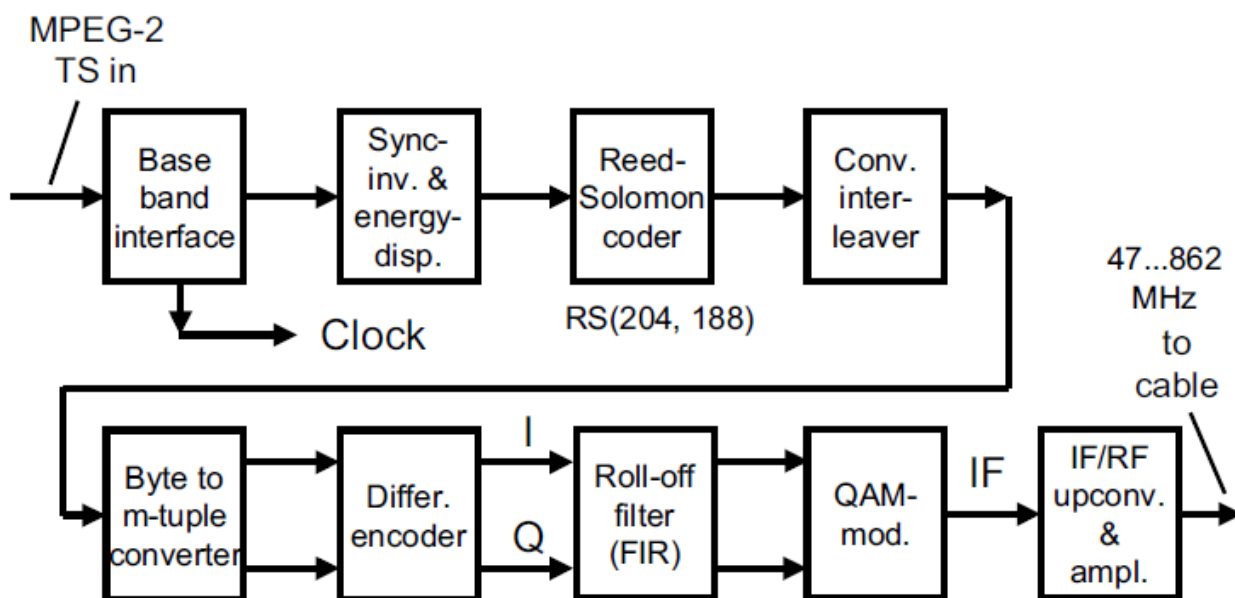 MPEG-2
TS in
Base
band
interface
Sync-
inv. &
energy-
disp.
Reed-
Solomon
coder
Conv.
inter-
leaver
RS(204, 188)
Clock
47...862
MHz
to
cable
Byte to
m-tuple
converter
Differ.
encoder
I
Q
Roll-off
filter
(FIR)
QAM-
mod.
IF
IF/RF
upconv.
&
ampl.